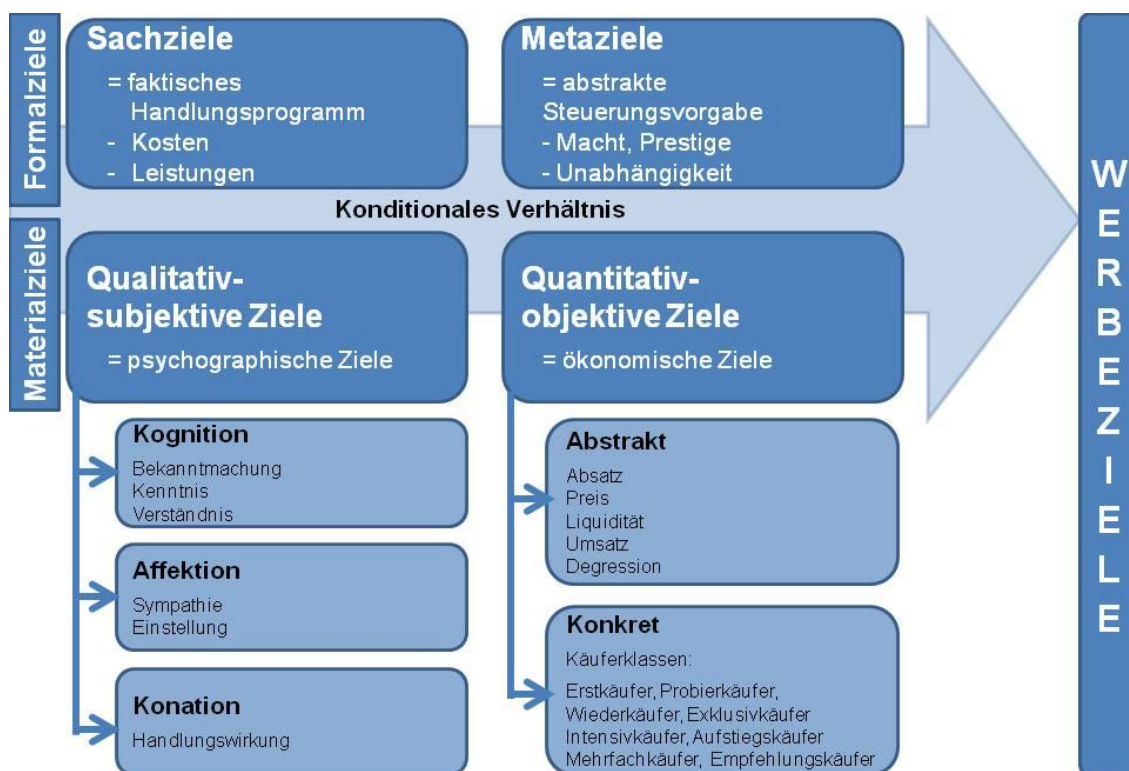 Formalziele
Sachziele
= faktisches
Handlungsprogramm
- Kosten
- Leistungen
Metaziele
= abstrakte
Steuerungsvorgabe
- Macht, Prestige
- Unabhängigkeit
Konditionales Verhältnis
Materialziele
Qualitativ-
subjektive Ziele
= psychographische Ziele
Quantitativ-
objektive Ziele
= ökonomische Ziele
Kognition
Bekanntmachung
Kenntnis
Verständnis
Affektion
Sympathie
Einstellung
Konation
Handlungswirkung
Abstrakt
Absatz
Preis
Liquidität
Umsatz
Degression
Konkret
Käuferklassen:
Erstkäufer, Probierkäufer,
Wiederkäufer, Exklusivkäufer
Intensivkäufer, Aufstiegskäufer
Mehrfachkäufer, Empfehlungskäufer
WERBEZIELE